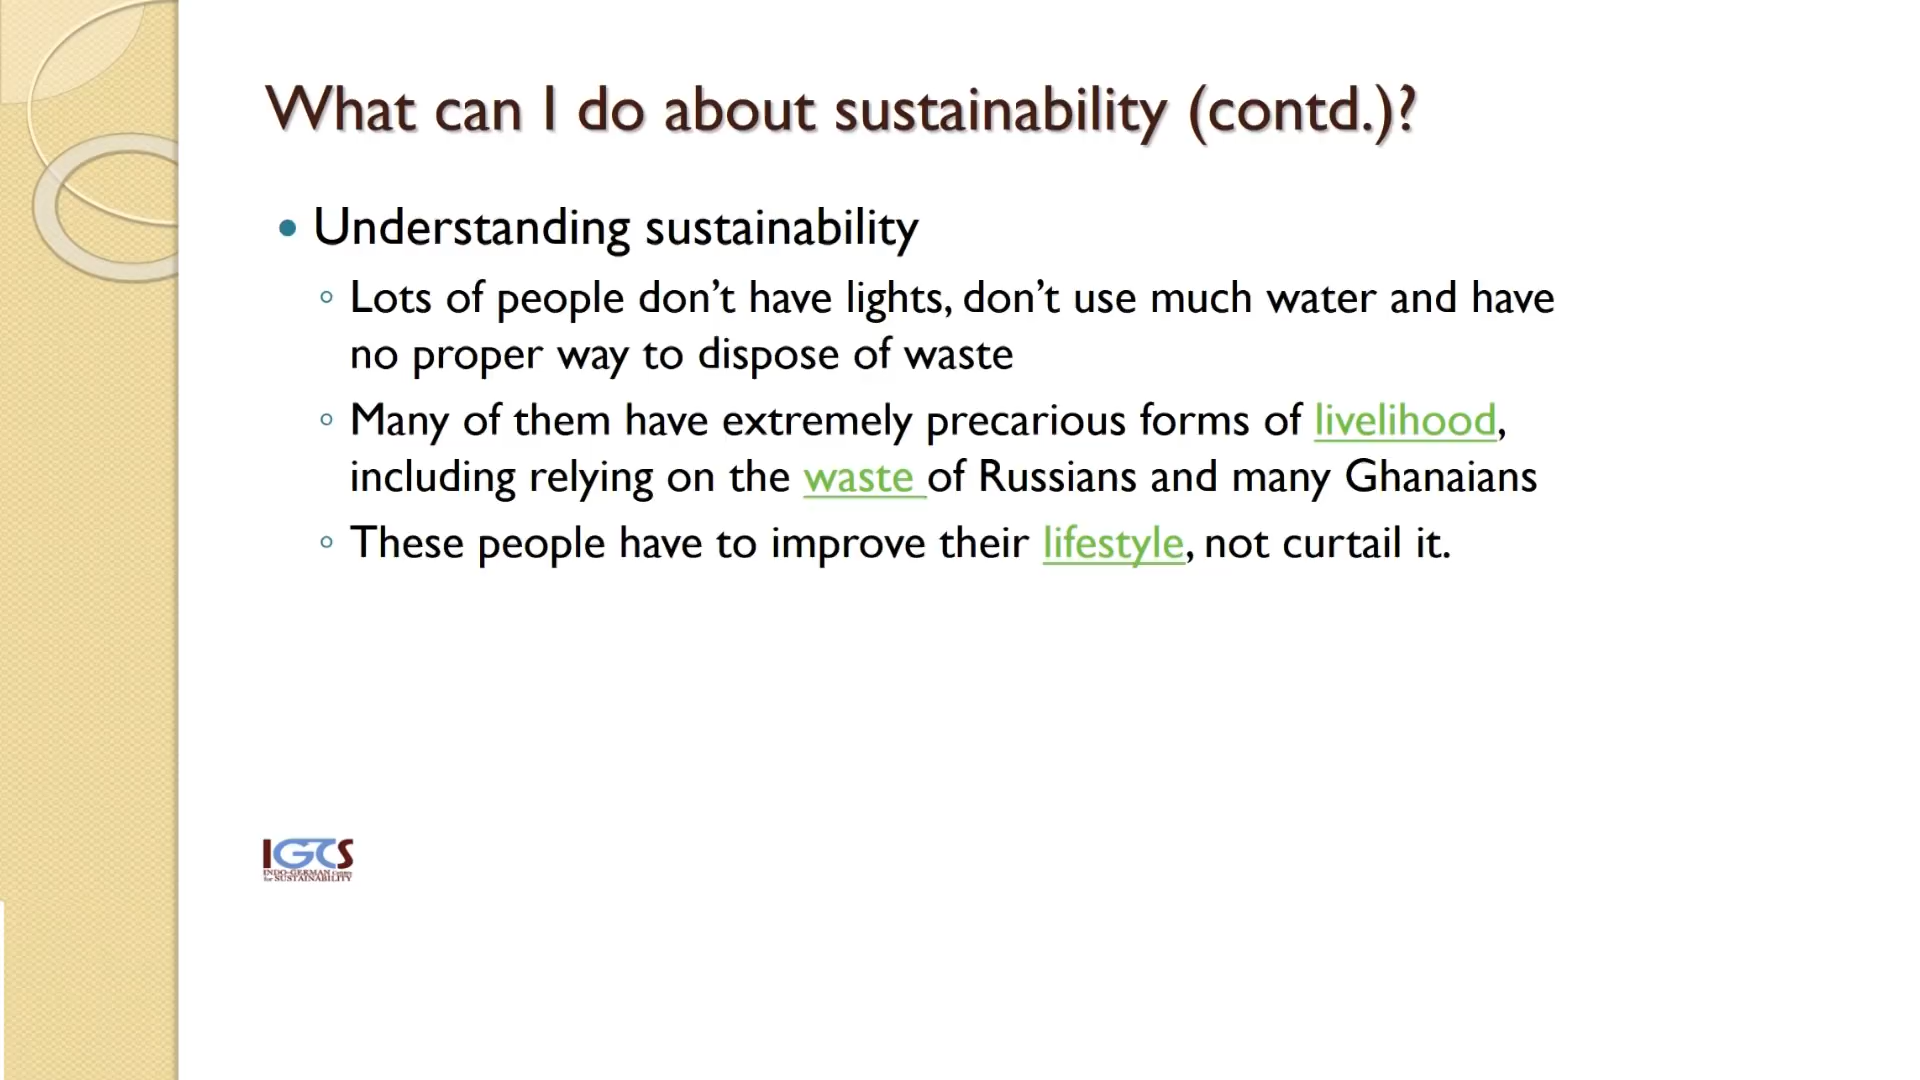 What can I do about sustainability (contd.)?
• Understanding sustainability
◦ Lots of people don’t have lights, don’t use much water and have
no proper way to dispose of waste
◦ Many of them have extremely precarious forms of livelihood,
including relying on the waste of Russians and many Ghanaians
◦ These people have to improve their lifestyle, not curtail it.
IGCS
INDO-GERMAN Centre
for SUSTAINABILITY